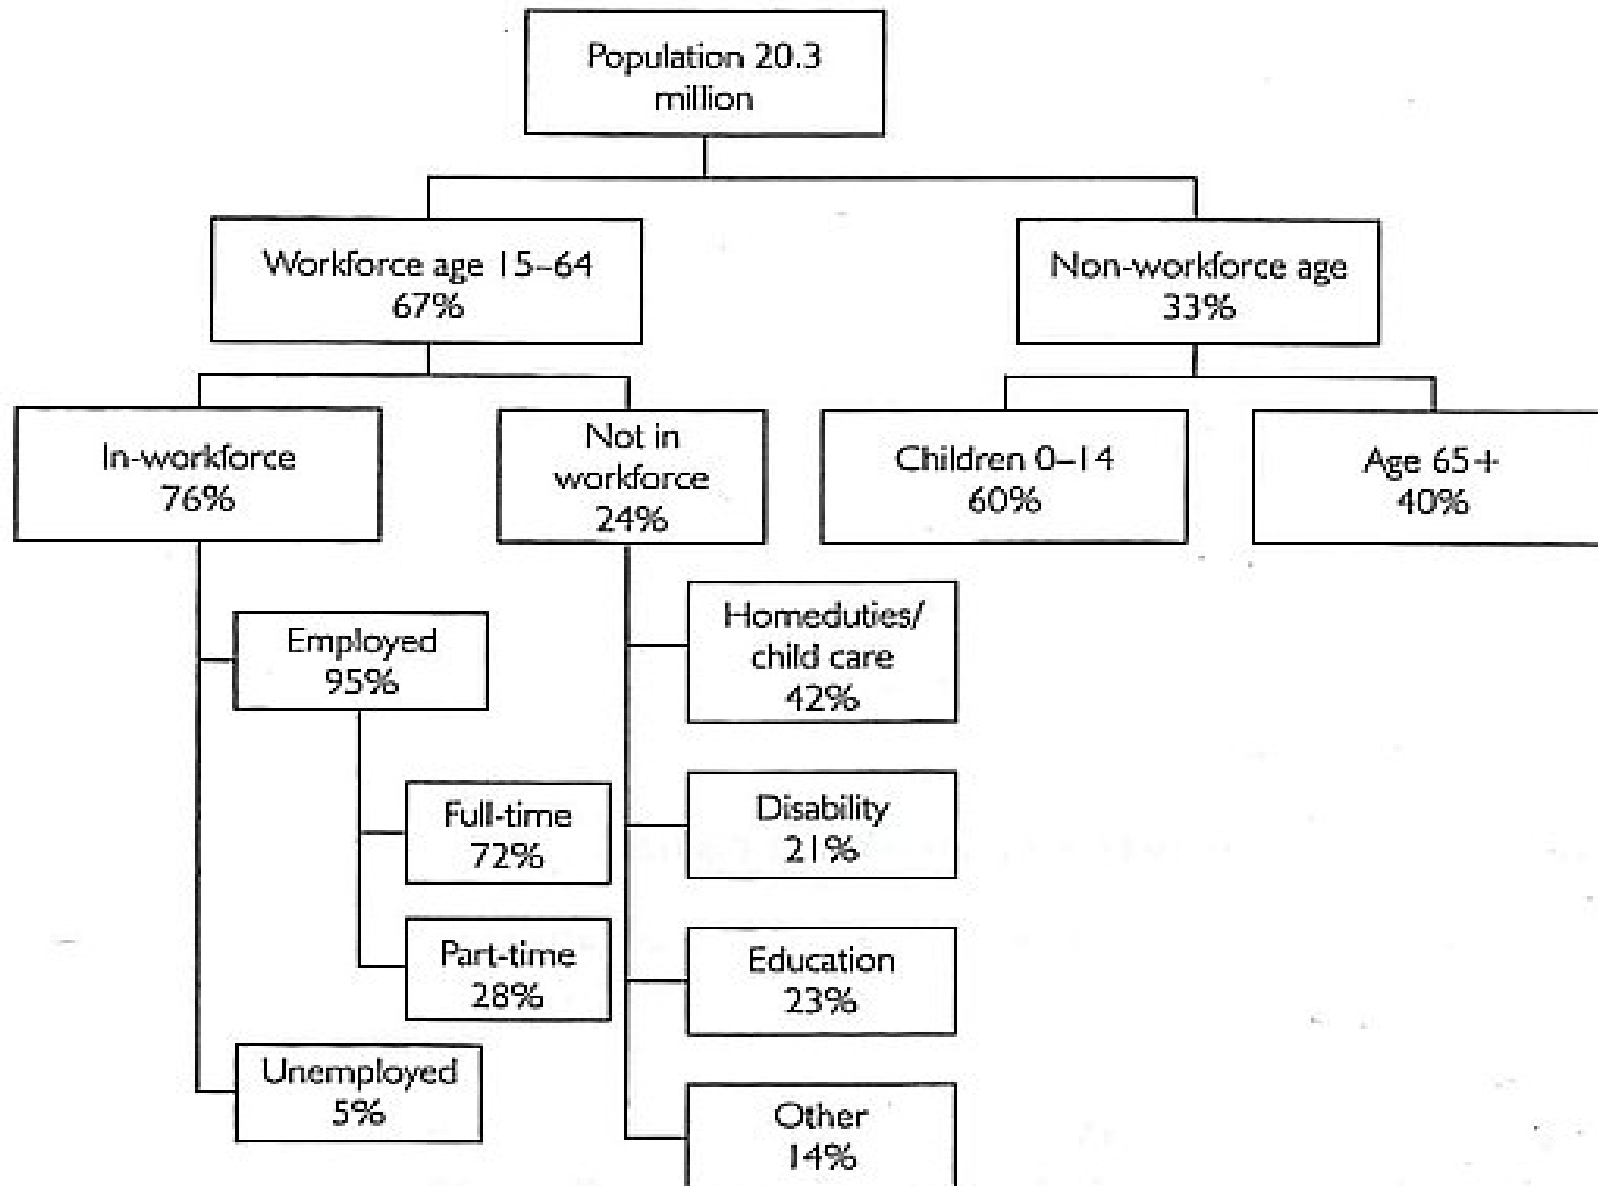 Population 20.3
million
Workforce age 15–64
67%
Non-workforce age
33%
In-workforce
76%
Not in
workforce
24%
Children 0–14
60%
Age 65+
40%
Employed
95%
Full-time
72%
Part-time
28%
Unemployed
5%
Homeduties/
child care
42%
Disability
21%
Education
23%
Other
14%